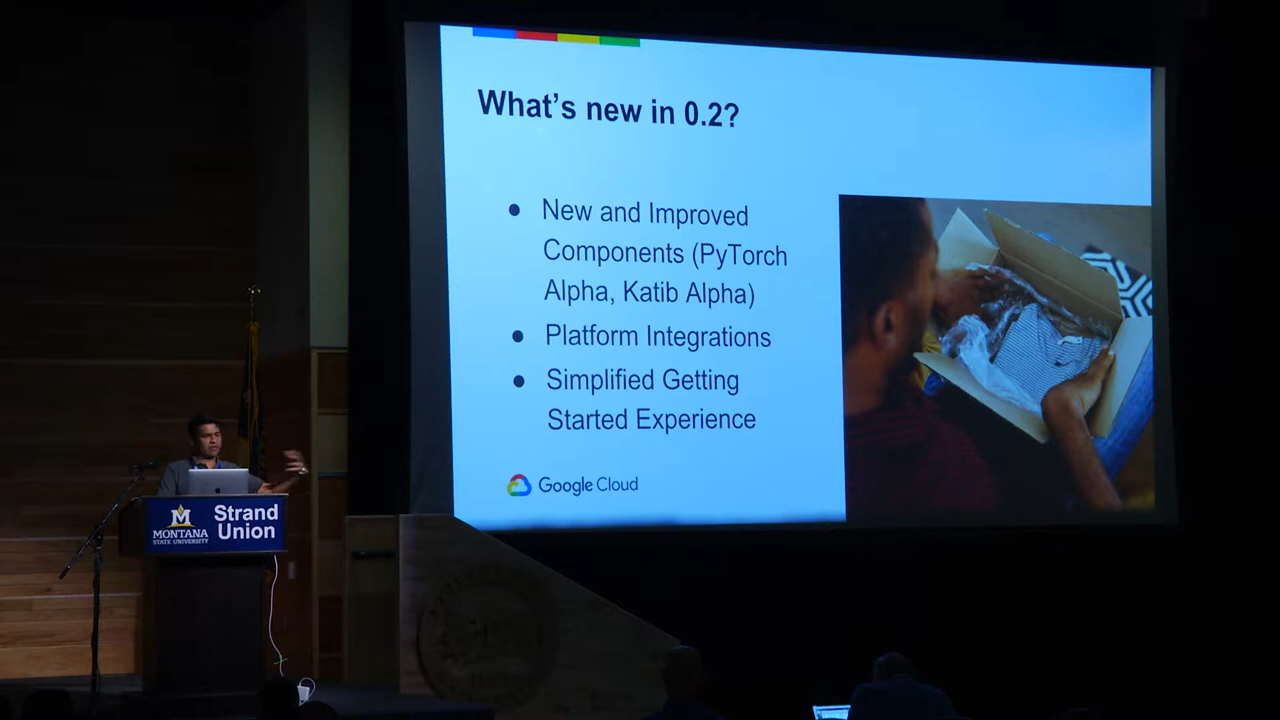 What's new in 0.2?
● New and Improved
Components (PyTorch
Alpha, Katib Alpha)
● Platform Integrations
● Simplified Getting
Started Experience
Google Cloud
M
MONTANA
STATE UNIVERSITY
Strand
Union